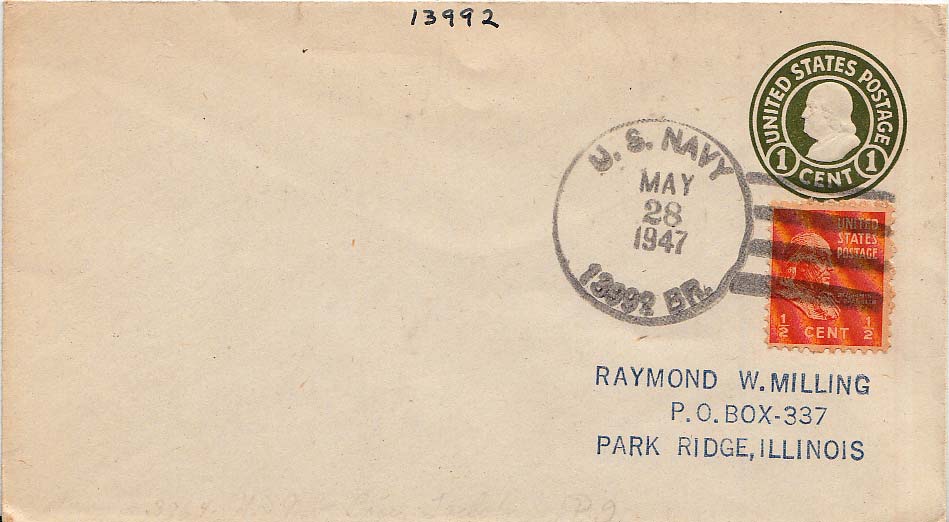 13992
UNITED STATES POSTAGE
1 CENT 1
U. S. NAVY
MAY
28
1947
13992 BR.
UNITED
STATES
POSTAGE
1/2 CENT 1/2
RAYMOND W. MILLING
P.O. BOX-337
PARK RIDGE, ILLINOIS